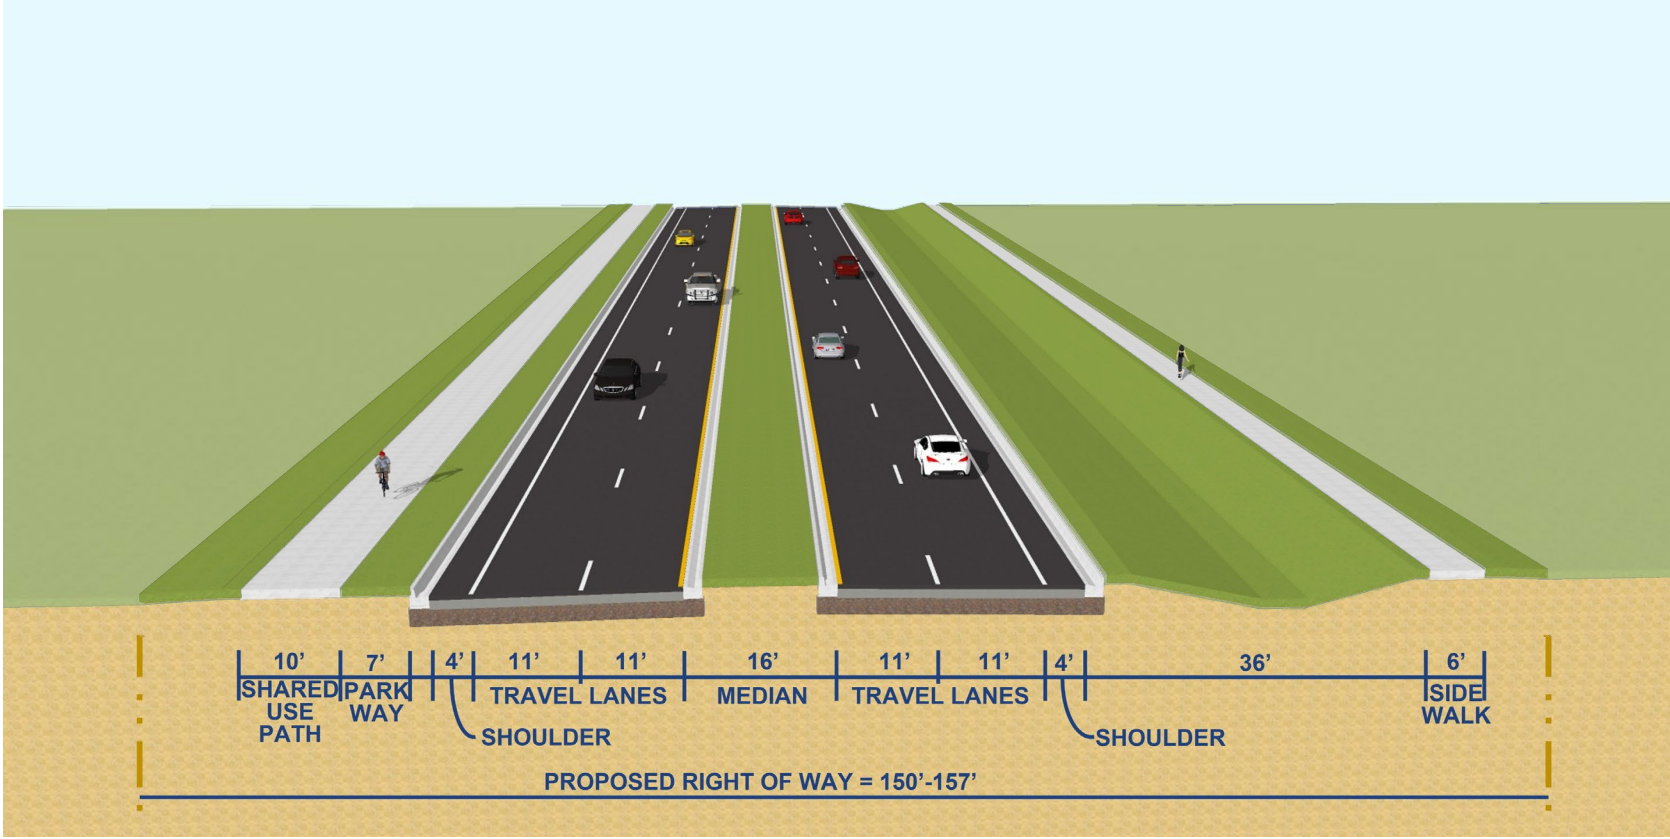 10’ 7’ 4’ 11’ 11’ 16’ 11’ 11’ 4’ 36’ 6’
SHARED USE PATH
PARK WAY
TRAVEL LANES
MEDIAN
TRAVEL LANES
SIDE WALK
SHOULDER
SHOULDER
PROPOSED RIGHT OF WAY = 150’-157’